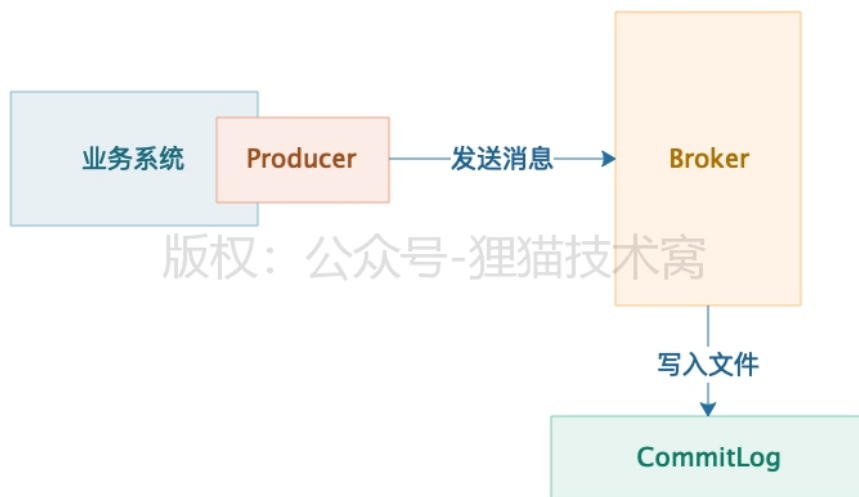 业务系统
Producer
发送消息
Broker
版权：公众号-狸猫技术窝
写入文件
CommitLog